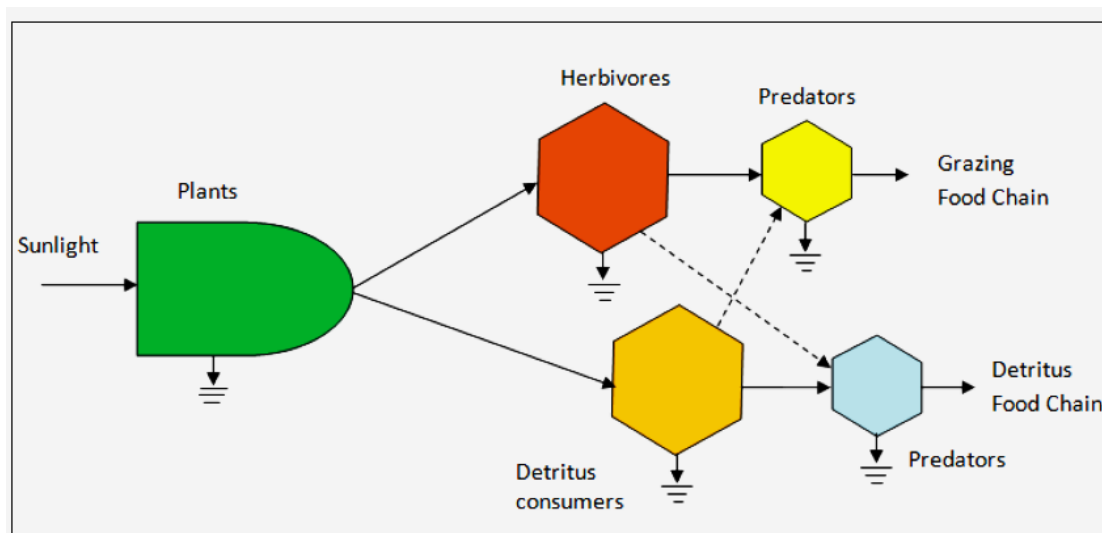 Herbivores
Predators
Plants
Grazing
Food Chain
Sunlight
Detritus
Food Chain
Predators
Detritus
consumers